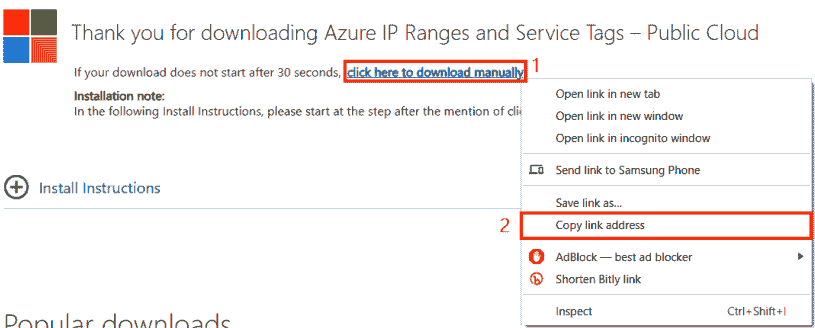 Thank you for downloading Azure IP Ranges and Service Tags – Public Cloud
If your download does not start after 30 seconds, click here to download manually 1
Installation note:
In the following Install Instructions, please start at the step after the mention of clic
Open link in new tab
Open link in new window
Open link in incognito window
Send link to Samsung Phone
Install Instructions
Save link as...
2 Copy link address
AdBlock — best ad blocker
Shorten Bitly link
Inspect Ctrl+Shift+I
Popular downloads